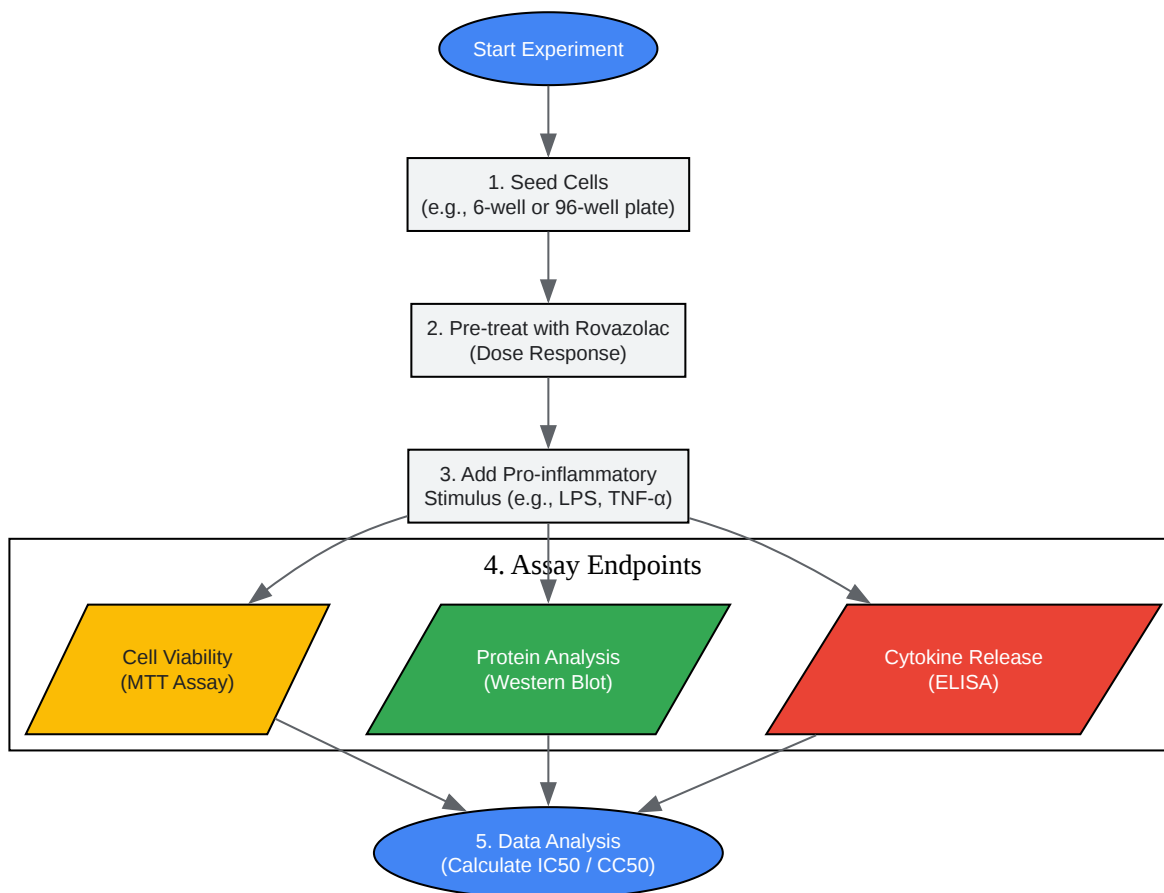 Start Experiment
1. Seed Cells
(e.g., 6-well or 96-well plate)
2. Pre-treat with Rovazolac
(Dose Response)
3. Add Pro-inflammatory
Stimulus (e.g., LPS, TNF-α)
4. Assay Endpoints
Cell Viability
(MTT Assay)
Protein Analysis
(Western Blot)
Cytokine Release
(ELISA)
5. Data Analysis
(Calculate IC50 / CC50)